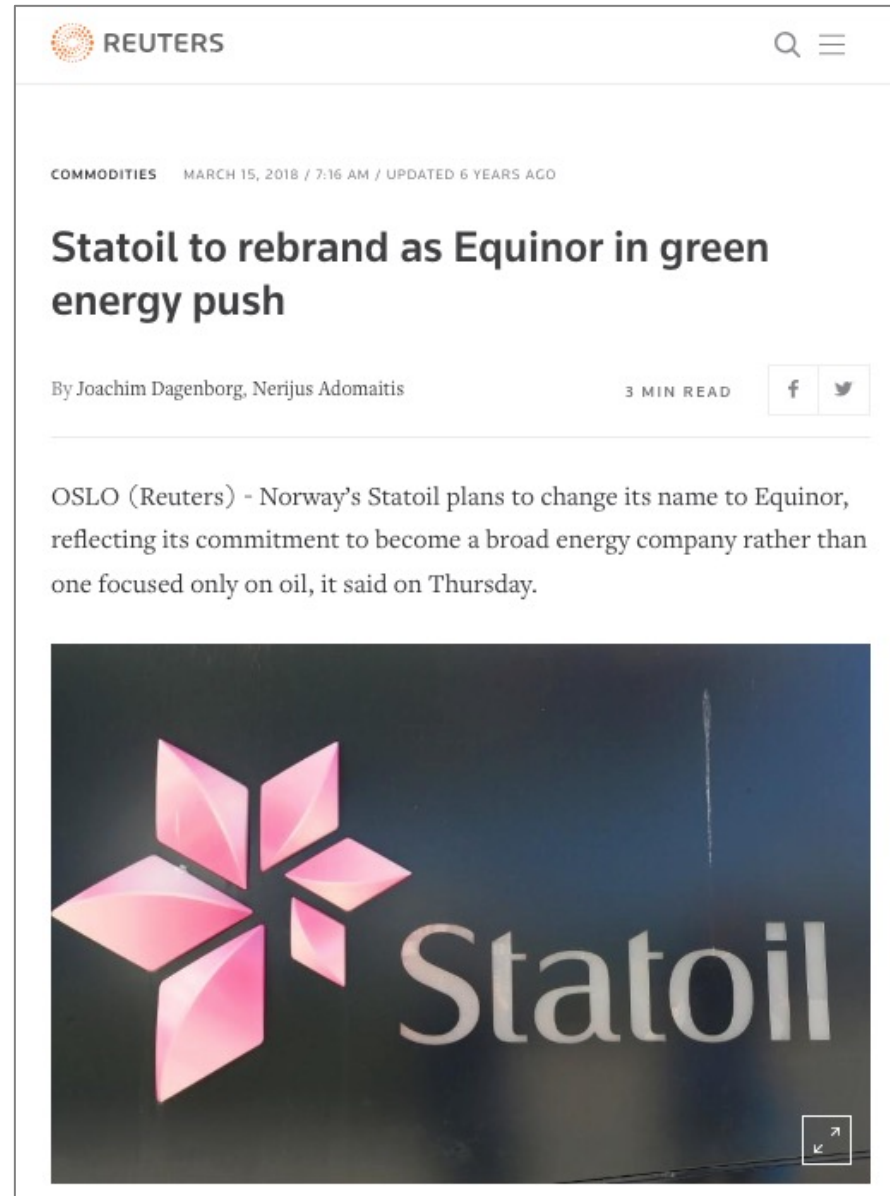 REUTERS
COMMODITIES MARCH 15, 2018 / 7:16 AM / UPDATED 6 YEARS AGO
Statoil to rebrand as Equinor in green
energy push
By Joachim Dagenborg, Nerijus Adomaitis
3 MIN READ
OSLO (Reuters) - Norway’s Statoil plans to change its name to Equinor,
reflecting its commitment to become a broad energy company rather than
one focused only on oil, it said on Thursday.
Statoil